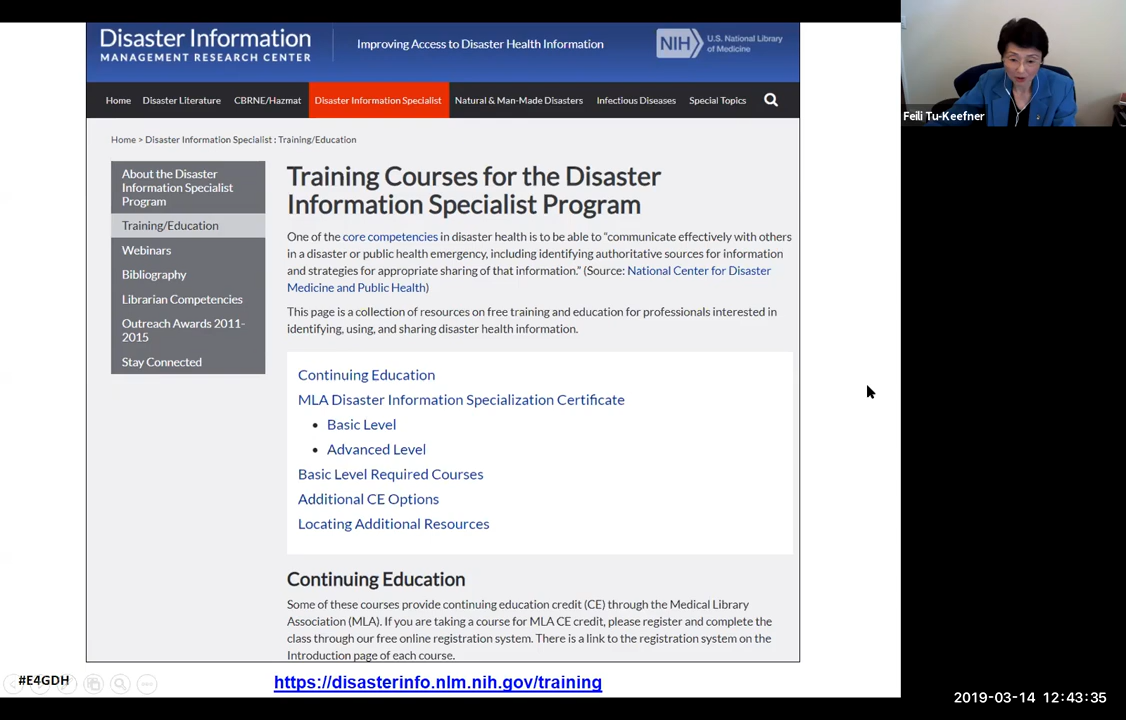 Disaster Information
MANAGEMENT RESEARCH CENTER
Improving Access to Disaster Health Information
NIH
U.S. National Library
of Medicine
Home
Disaster Literature
CBRNE/Hazmat
Disaster Information Specialist
Natural & Man-Made Disasters
Infectious Diseases
Special Topics
Feili Tu-Keefner
Home > Disaster Information Specialist : Training/Education
About the Disaster
Information Specialist
Program
Training/Education
Webinars
Bibliography
Librarian Competencies
Outreach Awards 2011-
2015
Stay Connected
Training Courses for the Disaster
Information Specialist Program
One of the core competencies in disaster health is to be able to “communicate effectively with others
in a disaster or public health emergency, including identifying authoritative sources for information
and strategies for appropriate sharing of that information.” (Source: National Center for Disaster
Medicine and Public Health)
This page is a collection of resources on free training and education for professionals interested in
identifying, using, and sharing disaster health information.
Continuing Education
MLA Disaster Information Specialization Certificate
• Basic Level
• Advanced Level
Basic Level Required Courses
Additional CE Options
Locating Additional Resources
Continuing Education
Some of these courses provide continuing education credit (CE) through the Medical Library
Association (MLA). If you are taking a course for MLA CE credit, please register and complete the
class through our free online registration system. There is a link to the registration system on the
Introduction page of each course.
#E4GDH
https://disasterinfo.nlm.nih.gov/training
2019-03-14 12:43:35